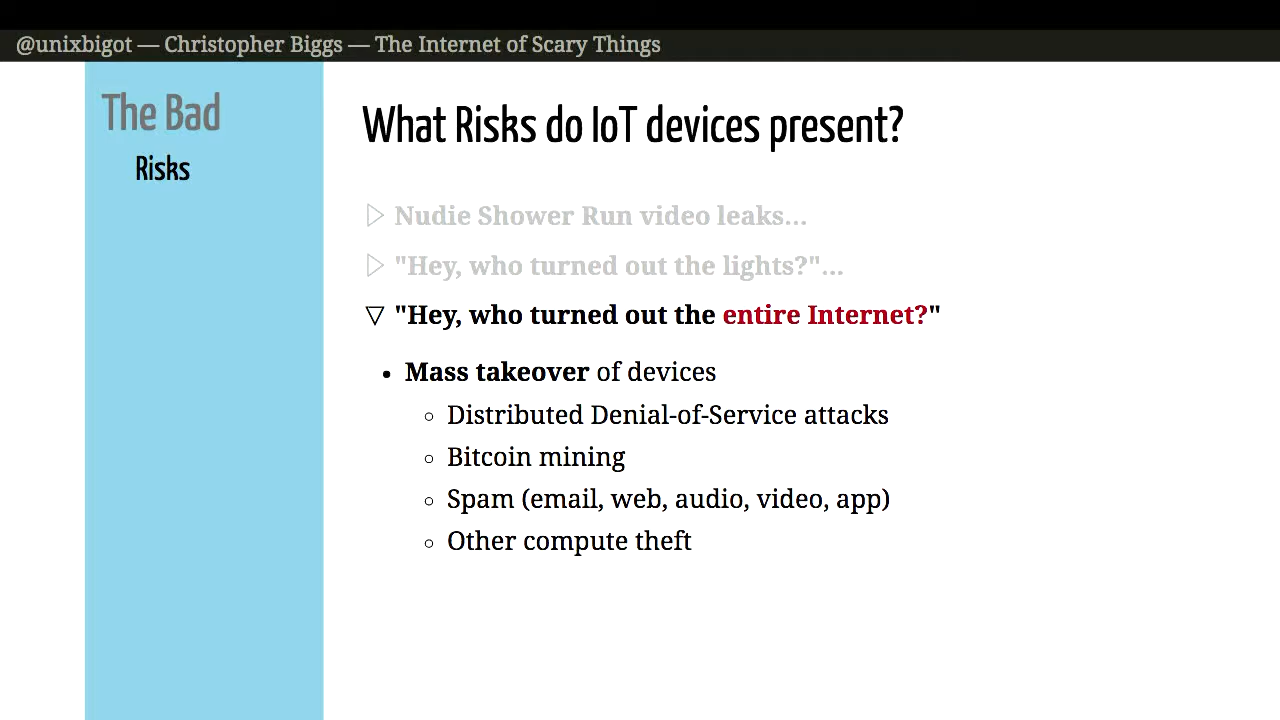 @unixbigot — Christopher Biggs — The Internet of Scary Things
The Bad
Risks
What Risks do IoT devices present?
▷ Nudie Shower Run video leaks...
▷ "Hey, who turned out the lights?"...
▽ "Hey, who turned out the entire Internet?"
• Mass takeover of devices
◦ Distributed Denial-of-Service attacks
◦ Bitcoin mining
◦ Spam (email, web, audio, video, app)
◦ Other compute theft